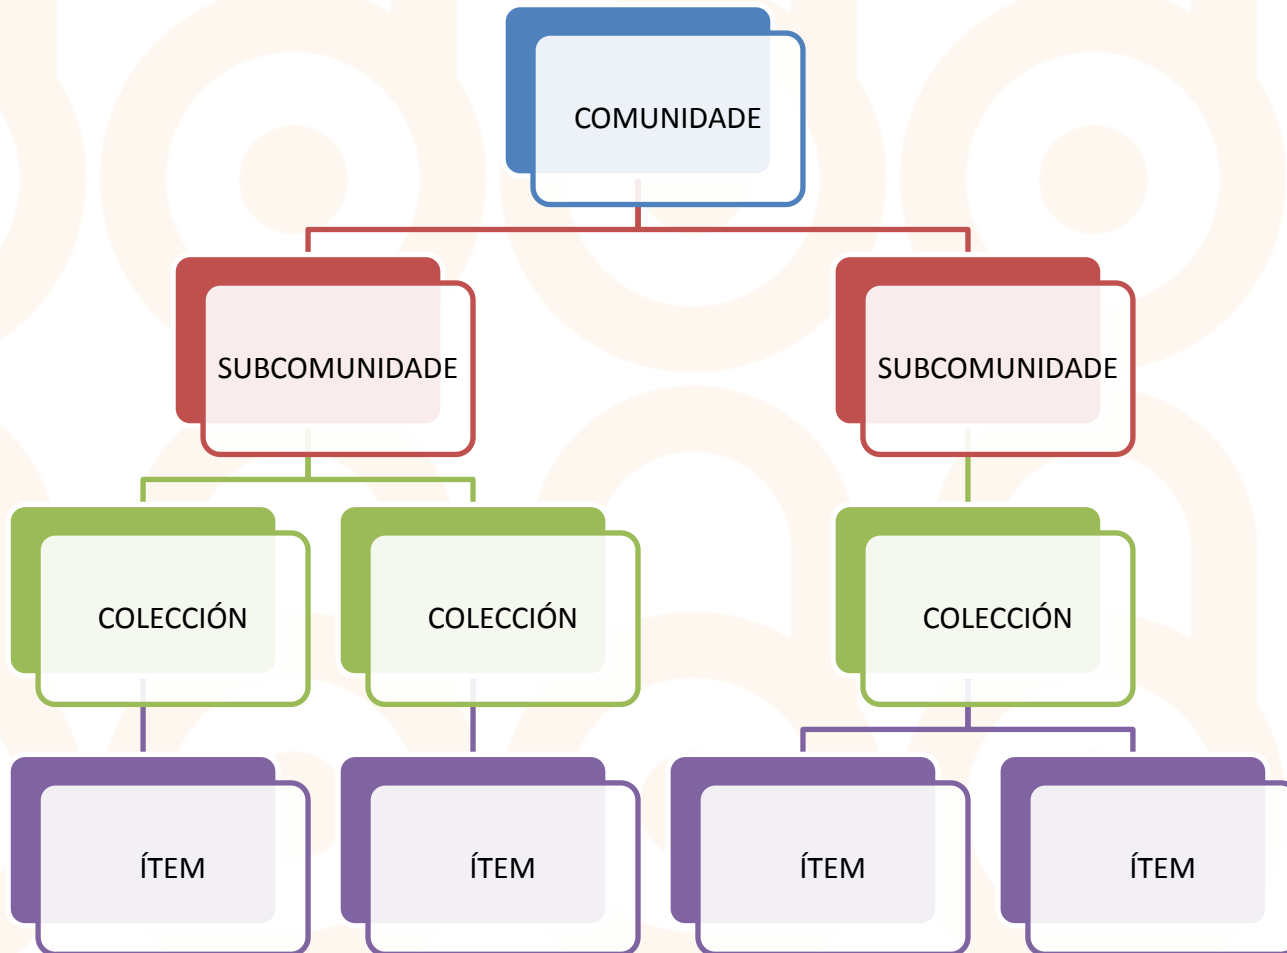 COMUNIDADE
SUBCOMUNIDADE
SUBCOMUNIDADE
COLECCIÓN
COLECCIÓN
COLECCIÓN
ÍTEM
ÍTEM
ÍTEM
ÍTEM